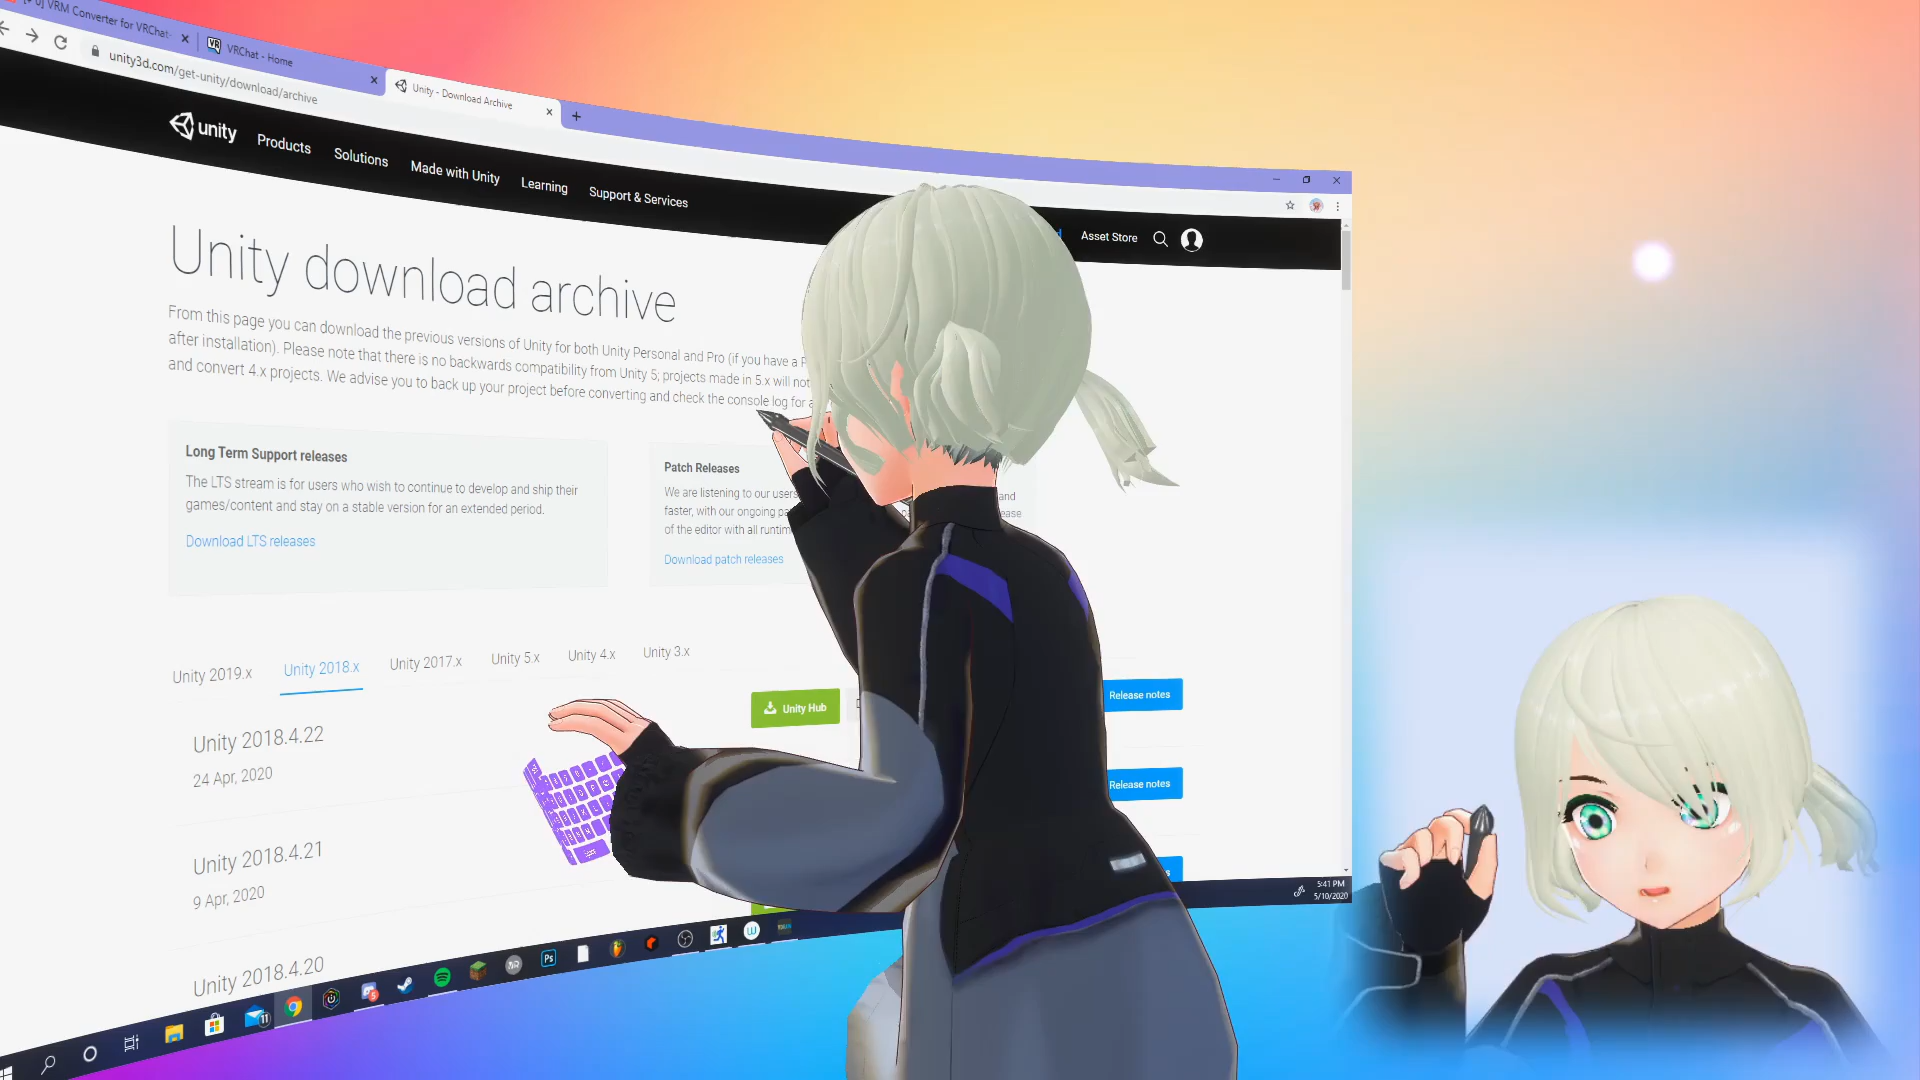 VRM Converter for VRChat
VRChat - Home
Unity - Download Archive
unity3d.com/get-unity/download/archive
unity
Products
Solutions
Made with Unity
Learning
Support & Services
Asset Store
Unity download archive
From this page you can download the previous versions of Unity for both Unity Personal and Pro (if you have a
after installation). Please note that there is no backwards compatibility from Unity 5; projects made in 5.x will not
and convert 4.x projects. We advise you to back up your project before converting and check the console log for
Long Term Support releases
The LTS stream is for users who wish to continue to develop and ship their
games/content and stay on a stable version for an extended period.
Download LTS releases
Patch Releases
We are listening to our users
and
faster, with our ongoing
of the editor with all
Download patch releases
Unity 2019.x
Unity 2018.x
Unity 2017.x
Unity 5.x
Unity 4.x
Unity 3.x
Unity 2018.4.22
24 Apr, 2020
Unity Hub
Release notes
Unity 2018.4.21
9 Apr, 2020
Release notes
Unity 2018.4.20
Ps
11
5:41 PM
5/10/2020